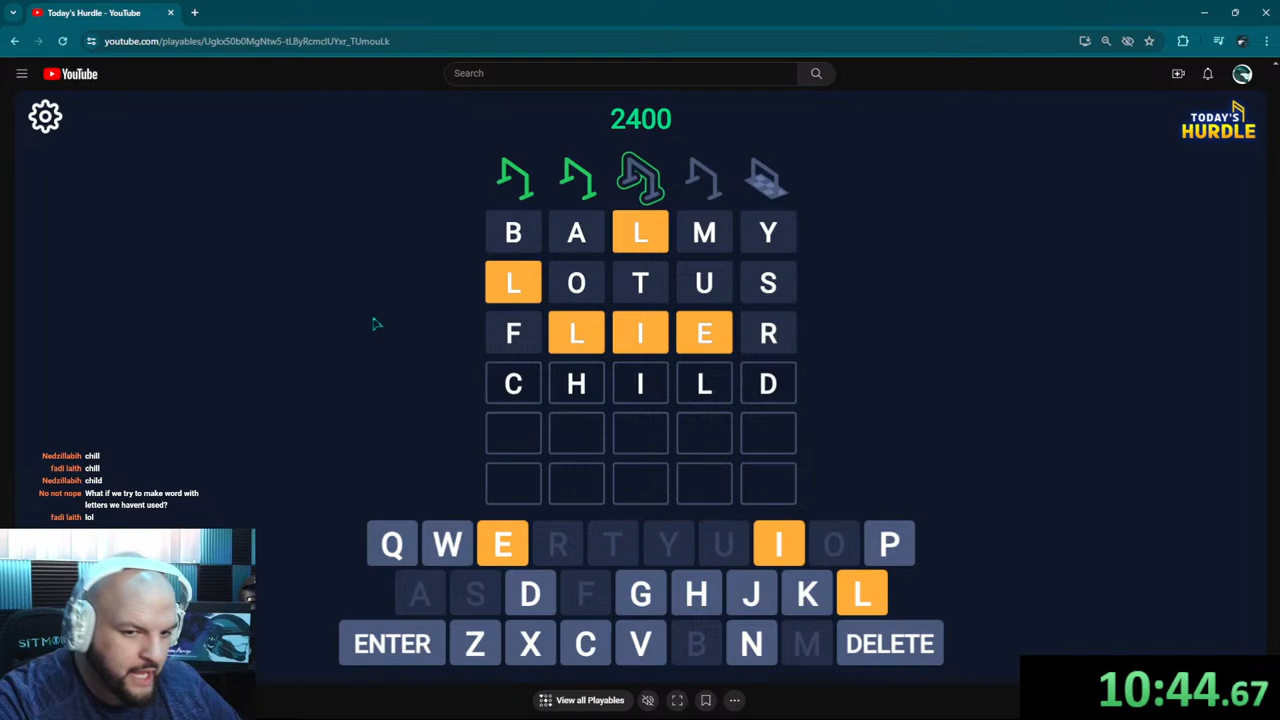 Today's Hurdle - YouTube
youtube.com/playables/Ugkx50b0MgNtw5-tLByRcmcIUYxr_TUmouLk
YouTube
Search
2400
TODAY'S
HURDLE
B A L M Y
L O T U S
F L I E R
C H I L D
Nedzillabih chill
fadi laith chill
Nedzillabih child
No not nope What if we try to make word with
letters we havent used?
fadi laith lol
Q W E R T Y U I O P
A S D F G H J K L
ENTER Z X C V B N M DELETE
SITM
View all Playables
10:44.67